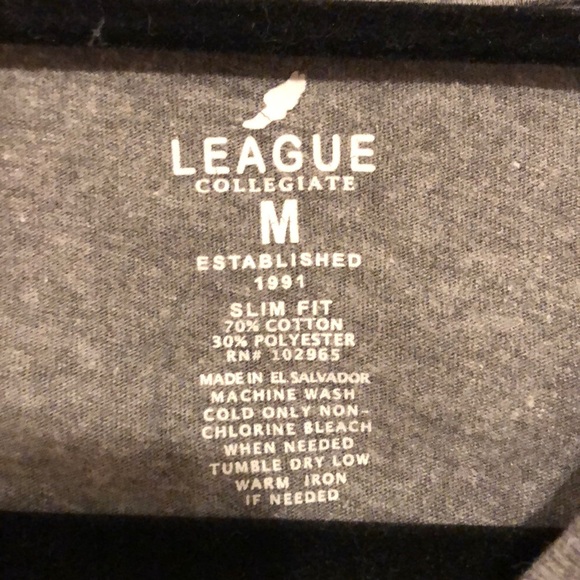 LEAGUE
COLLEGIATE
M
ESTABLISHED
1991
SLIM FIT
70% COTTON
30% POLYESTER
RN# 102965
MADE IN EL SALVADOR
MACHINE WASH
COLD ONLY NON-
CHLORINE BLEACH
WHEN NEEDED
TUMBLE DRY LOW
WARM IRON
IF NEEDED